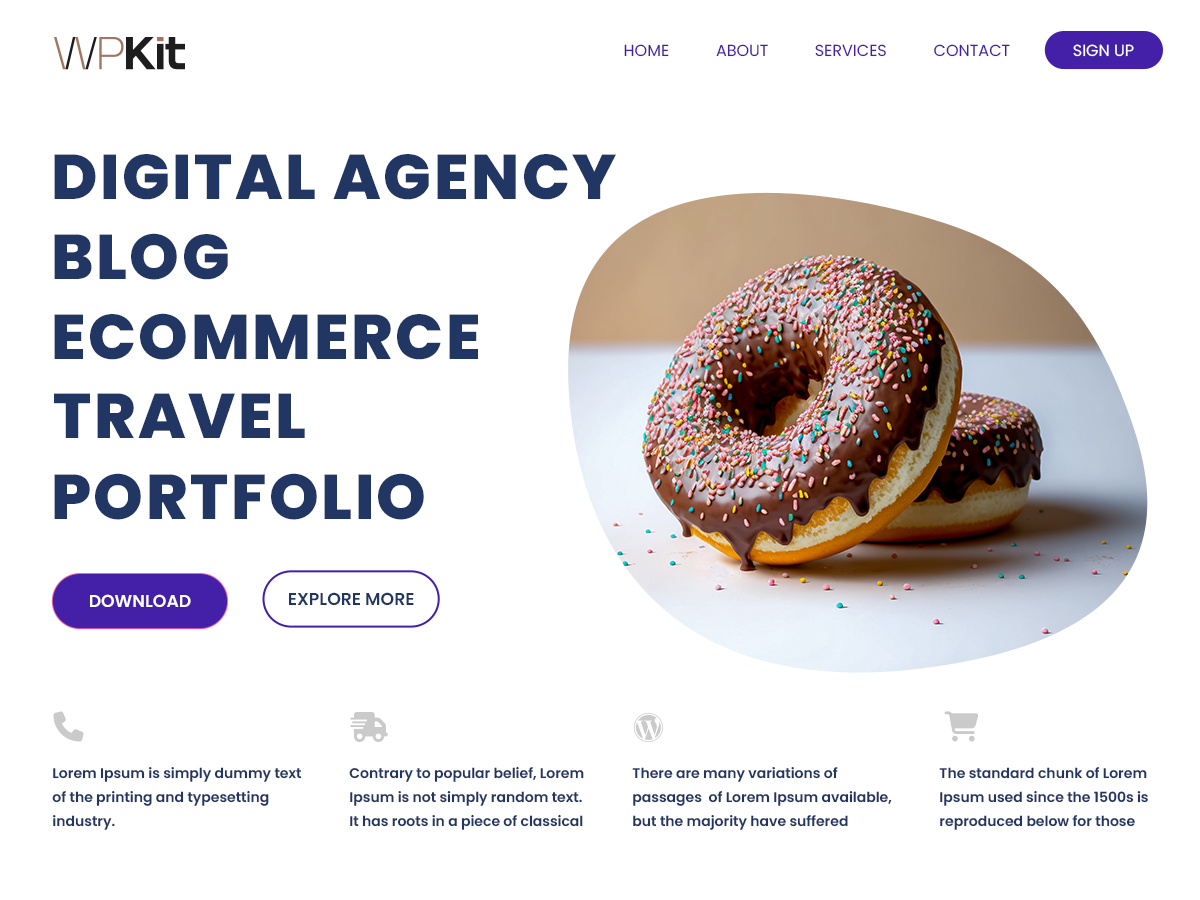 WPKit
HOME ABOUT SERVICES CONTACT SIGN UP
DIGITAL AGENCY
BLOG
ECOMMERCE
TRAVEL
PORTFOLIO
DOWNLOAD EXPLORE MORE
Lorem Ipsum is simply dummy text
of the printing and typesetting
industry.
Contrary to popular belief, Lorem
Ipsum is not simply random text.
It has roots in a piece of classical
There are many variations of
passages  of Lorem Ipsum available,
but the majority have suffered
The standard chunk of Lorem
Ipsum used since the 1500s is
reproduced below for those